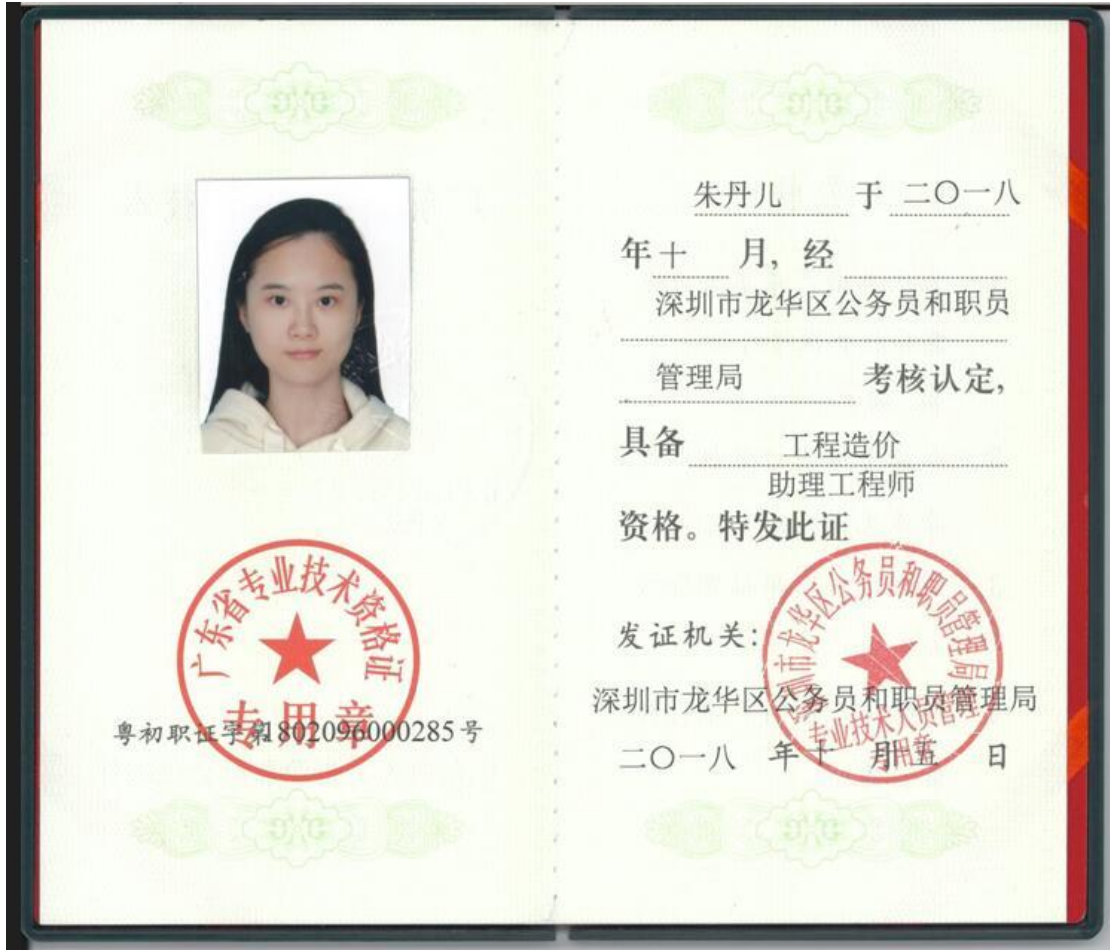 广东省专业技术资格证
专用章
粤初职证字第1802096000285号
朱丹儿 于 二〇一八
年十 月，经
深圳市龙华区公务员和职员
管理局 考核认定，
具备 工程造价
助理工程师
资格。特发此证
发证机关：
深圳市龙华区公务员和职员管理局
二〇一八 年十 月五 日
深圳市龙华区公务员和职员管理局
专业技术人员管理
专用章